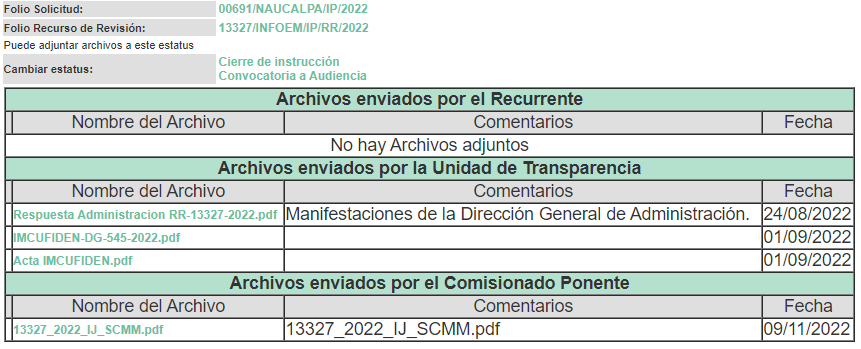 Folio Solicitud: 00691/NAUCALPA/IP/2022
Folio Recurso de Revisión: 13327/INFOEM/IP/RR/2022
Puede adjuntar archivos a este estatus
Cambiar estatus: Cierre de instrucción
Convocatoria a Audiencia
Archivos enviados por el Recurrente
Nombre del Archivo Comentarios Fecha
No hay Archivos adjuntos
Archivos enviados por la Unidad de Transparencia
Nombre del Archivo Comentarios Fecha
Respuesta Administracion RR-13327-2022.pdf Manifestaciones de la Dirección General de Administración. 24/08/2022
IMCUFIDEN-DG-545-2022.pdf 01/09/2022
Acta IMCUFIDEN.pdf 01/09/2022
Archivos enviados por el Comisionado Ponente
Nombre del Archivo Comentarios Fecha
13327_2022_IJ_SCMM.pdf 13327_2022_IJ_SCMM.pdf 09/11/2022